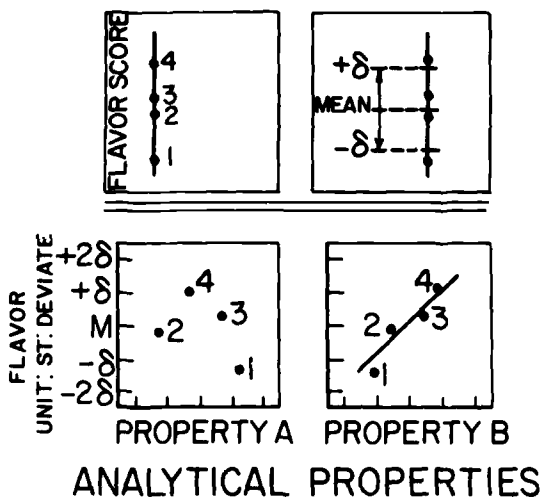 FLAVOR SCORE
4
3
2
1
+δ
MEAN
-δ
FLAVOR
UNIT: ST. DEVIATE
+2δ
+δ
M
-δ
-2δ
4
3
2
1
PROPERTY A
4
2
3
1
PROPERTY B
ANALYTICAL PROPERTIES